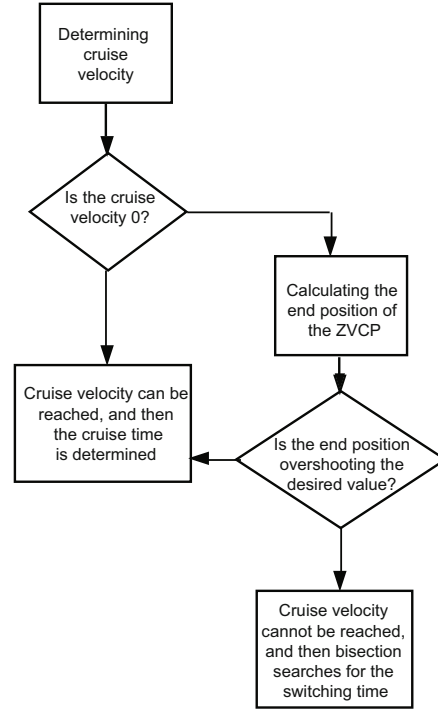 Determining
cruise
velocity
Is the cruise
velocity 0?
Calculating the
end position of
the ZVCP
Cruise velocity can be
reached, and then
the cruise time
is determined
Is the end position
overshooting the
desired value?
Cruise velocity
cannot be reached,
and then bisection
searches for the
switching time